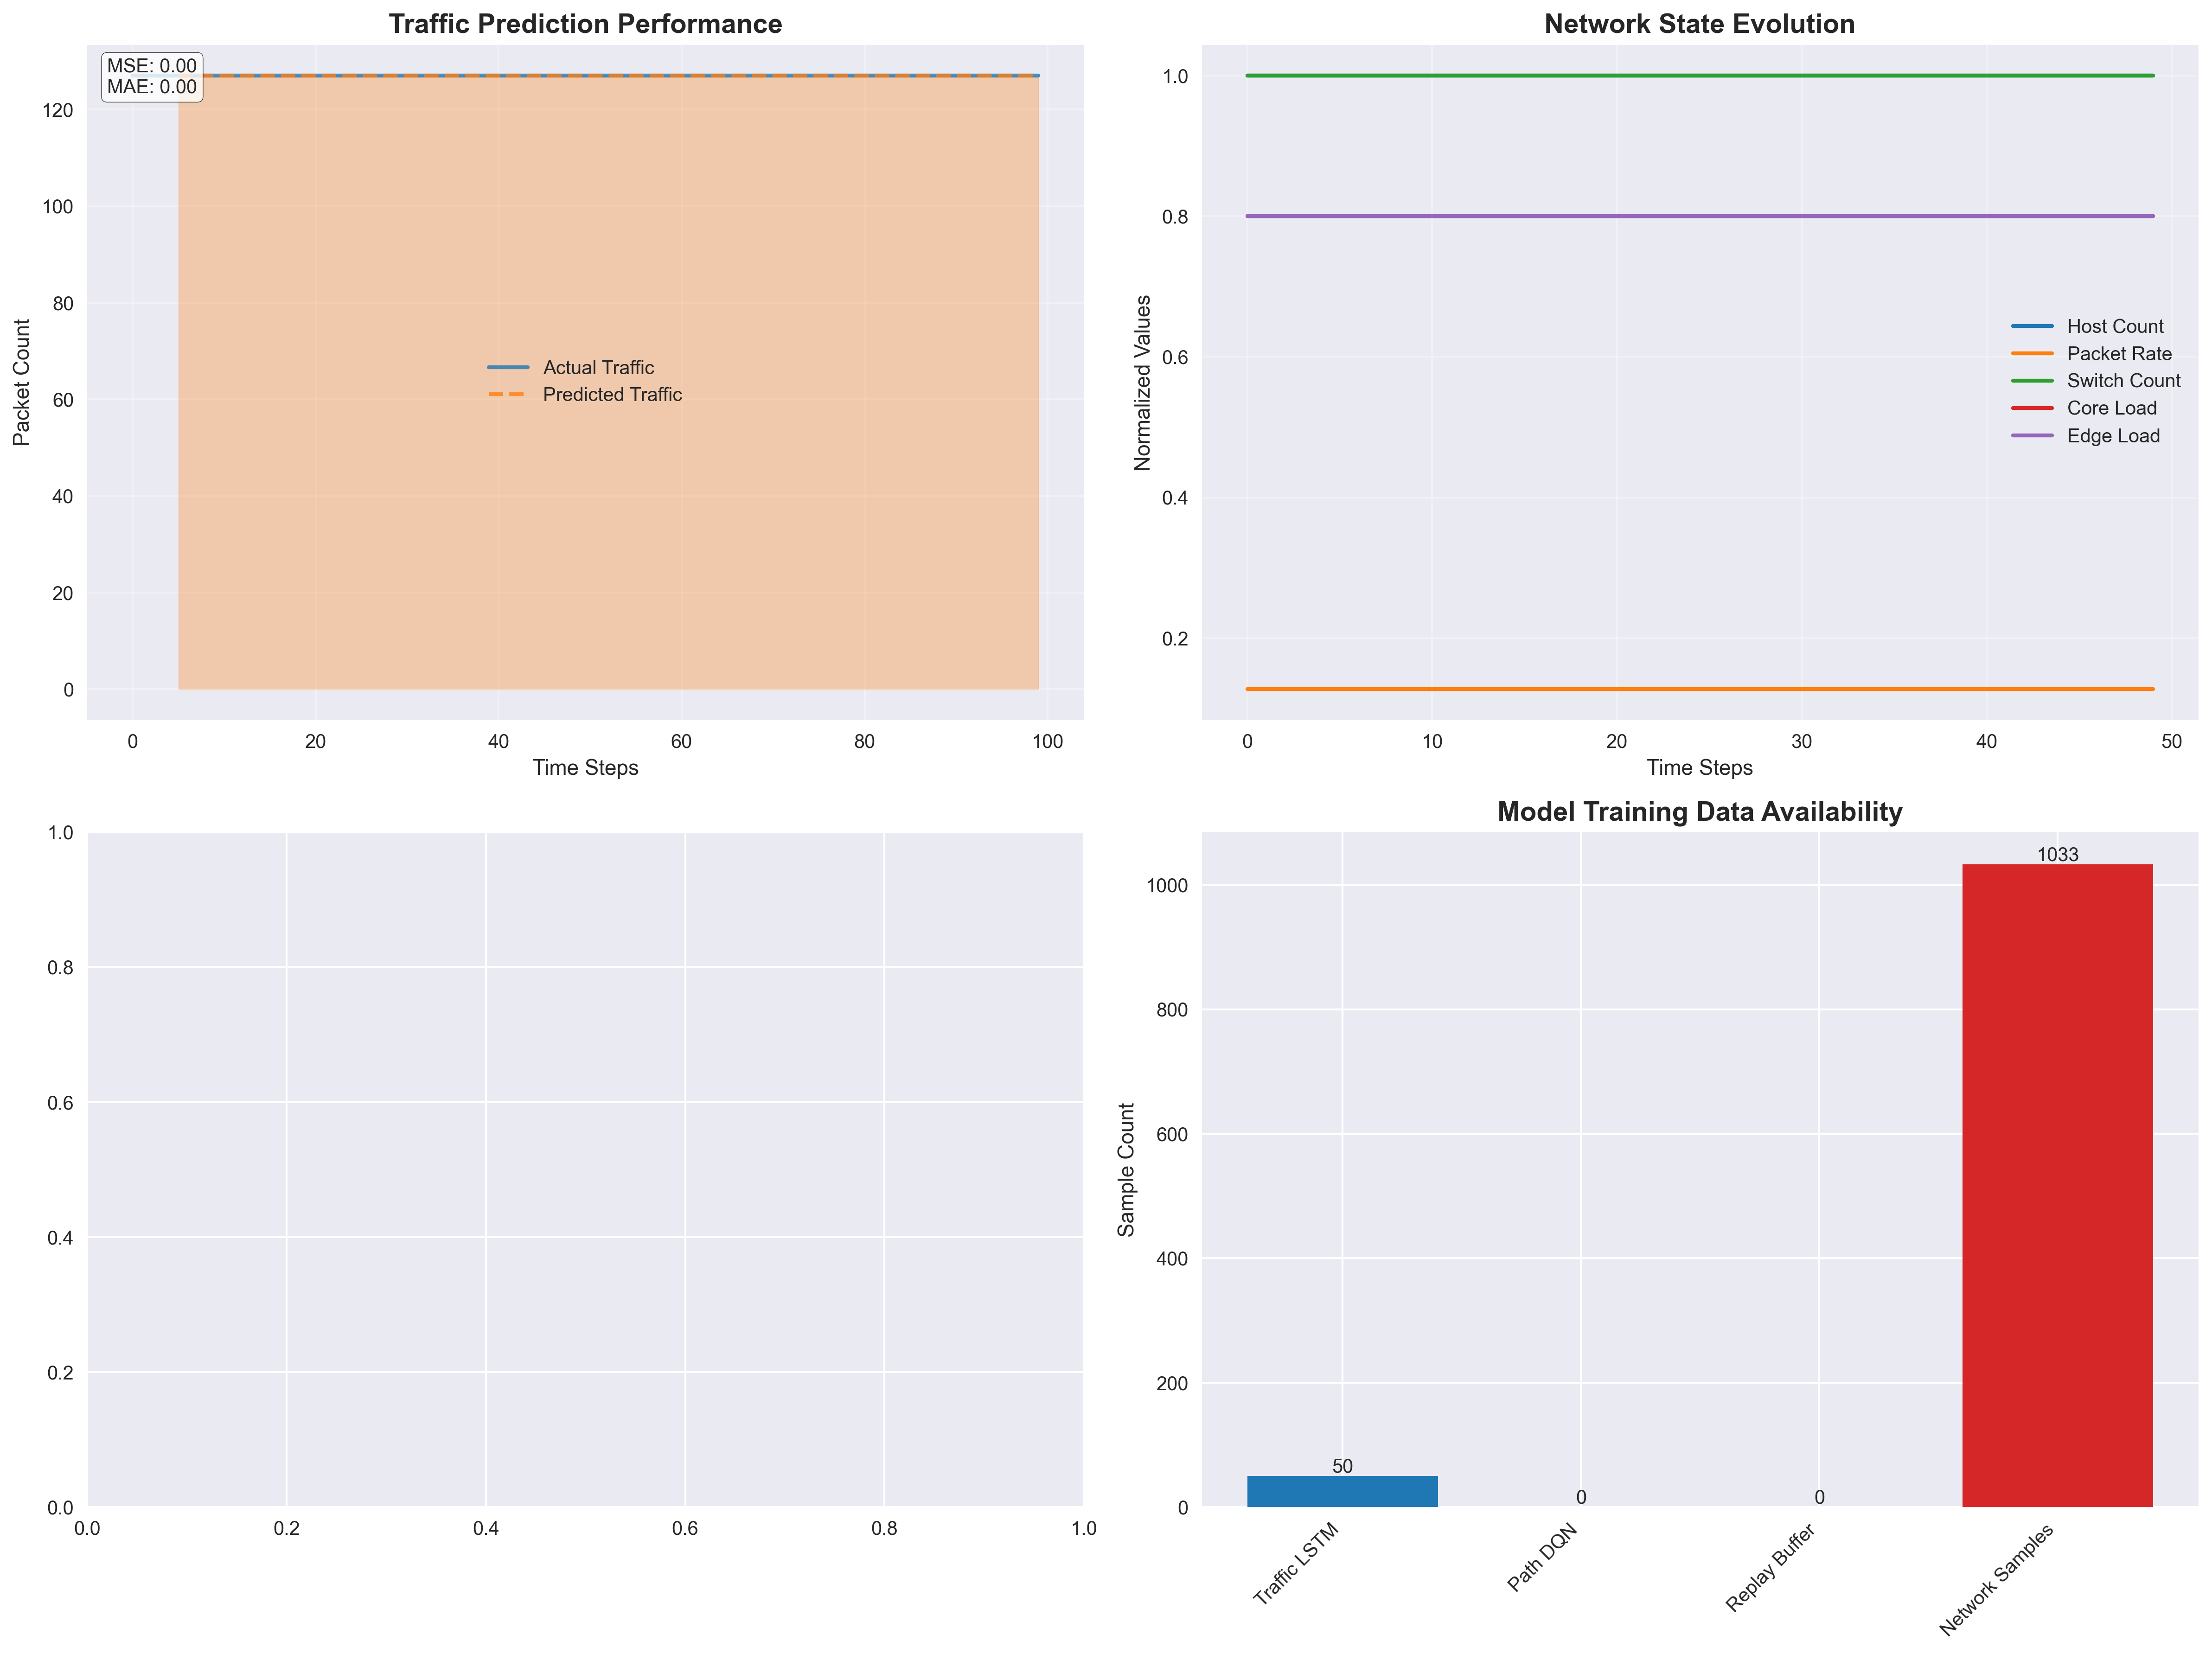 Traffic Prediction Performance
MSE: 0.00
MAE: 0.00
120
100
80
60
40
20
0
Packet Count
Actual Traffic
Predicted Traffic
0 20 40 60 80 100
Time Steps
Network State Evolution
1.0
0.8
0.6
0.4
0.2
Normalized Values
Host Count
Packet Rate
Switch Count
Core Load
Edge Load
0 10 20 30 40 50
Time Steps
1.0
0.8
0.6
0.4
0.2
0.0
0.0 0.2 0.4 0.6 0.8 1.0
Model Training Data Availability
1000
800
600
400
200
0
Sample Count
50
0
0
1033
Traffic LSTM
Path DQN
Replay Buffer
Network Samples